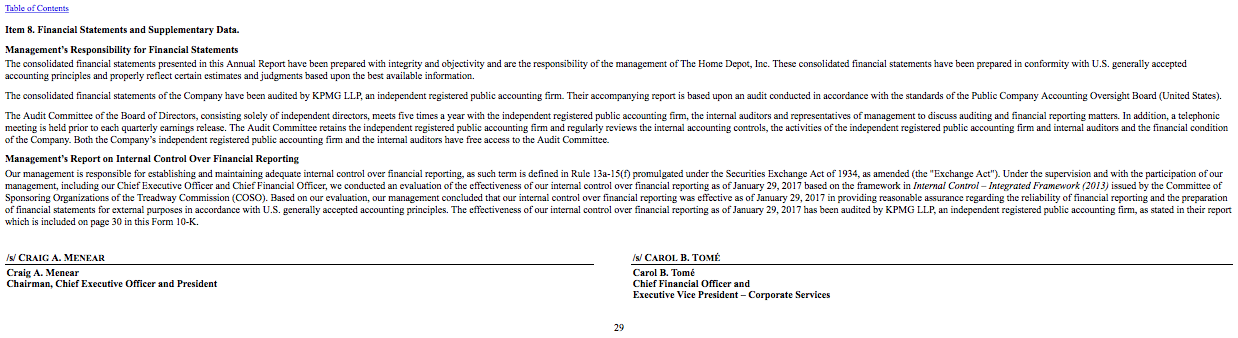 Table of Contents
Item 8. Financial Statements and Supplementary Data.
Management's Responsibility for Financial Statements
The consolidated financial statements presented in this Annual Report have been prepared with integrity and objectivity and are the responsibility of the management of The Home Depot, Inc. These consolidated financial statements have been prepared in conformity with U.S. generally accepted
accounting principles and properly reflect certain estimates and judgments based upon the best available information.
The consolidated financial statements of the Company have been audited by KPMG LLP, an independent registered public accounting firm. Their accompanying report is based upon an audit conducted in accordance with the standards of the Public Company Accounting Oversight Board (United States).
The Audit Committee of the Board of Directors, consisting solely of independent directors, meets five times a year with the independent registered public accounting firm, the internal auditors and representatives of management to discuss auditing and financial reporting matters. In addition, a telephonic
meeting is held prior to each quarterly earnings release. The Audit Committee retains the independent registered public accounting firm and regularly reviews the internal accounting controls, the activities of the independent registered public accounting firm and internal auditors and the financial condition
of the Company. Both the Company's independent registered public accounting firm and the internal auditors have free access to the Audit Committee.
Management's Report on Internal Control Over Financial Reporting
Our management is responsible for establishing and maintaining adequate internal control over financial reporting, as such term is defined in Rule 13a-15(f) promulgated under the Securities Exchange Act of 1934, as amended (the "Exchange Act"). Under the supervision and with the participation of our
management, including our Chief Executive Officer and Chief Financial Officer, we conducted an evaluation of the effectiveness of our internal control over financial reporting as of January 29, 2017 based on the framework in Internal Control – Integrated Framework (2013) issued by the Committee of
Sponsoring Organizations of the Treadway Commission (COSO). Based on our evaluation, our management concluded that our internal control over financial reporting was effective as of January 29, 2017 in providing reasonable assurance regarding the reliability of financial reporting and the preparation
of financial statements for external purposes in accordance with U.S. generally accepted accounting principles. The effectiveness of our internal control over financial reporting as of January 29, 2017 has been audited by KPMG LLP, an independent registered public accounting firm, as stated in their report
which is included on page 30 in this Form 10-K.
/s/ CRAIG A. MENEAR
Craig A. Menear
Chairman, Chief Executive Officer and President
/s/ CAROL B. TOMÉ
Carol B. Tomé
Chief Financial Officer and
Executive Vice President – Corporate Services
29